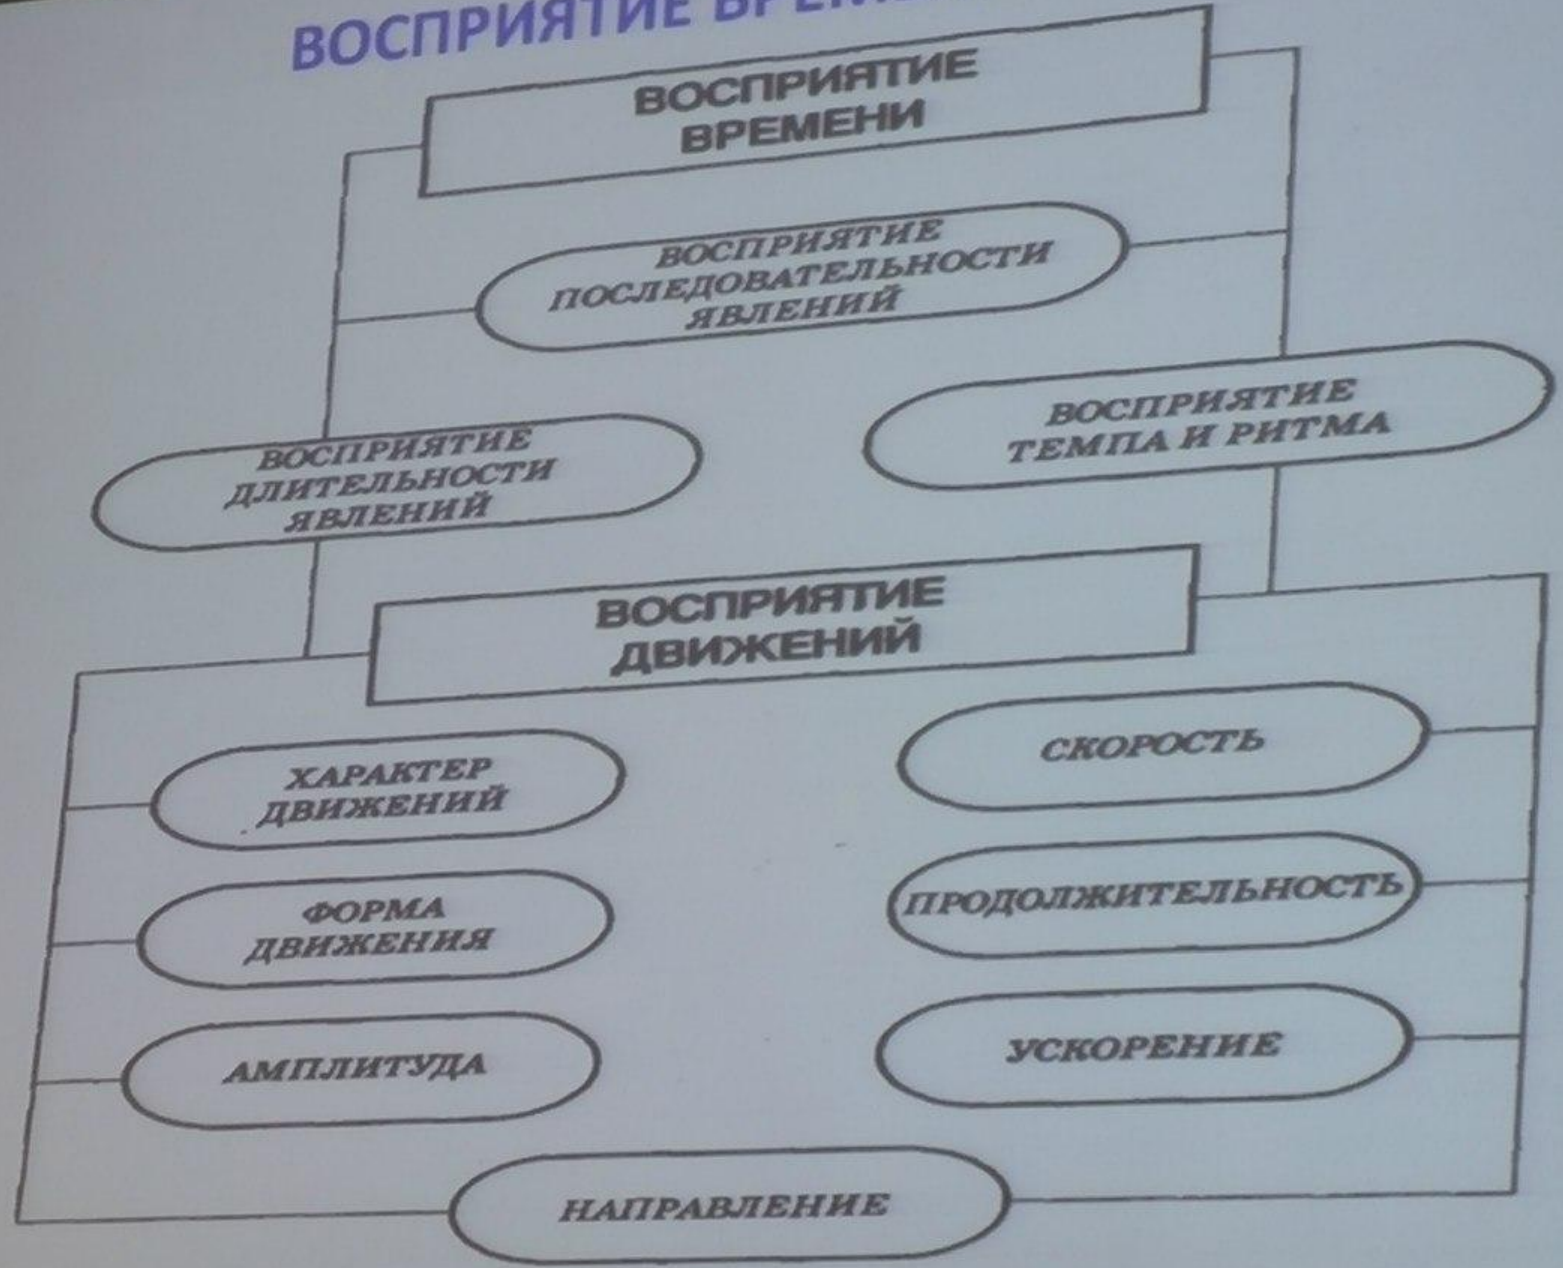 ВОСПРИЯТИЕ
ВОСПРИЯТИЕ
ВРЕМЕНИ
ВОСПРИЯТИЕ
ПОСЛЕДОВАТЕЛЬНОСТИ
ЯВЛЕНИЙ
ВОСПРИЯТИЕ
ДЛИТЕЛЬНОСТИ
ЯВЛЕНИЙ
ВОСПРИЯТИЕ
ТЕМПА И РИТМА
ВОСПРИЯТИЕ
ДВИЖЕНИЙ
ХАРАКТЕР
ДВИЖЕНИЙ
СКОРОСТЬ
ФОРМА
ДВИЖЕНИЯ
ПРОДОЛЖИТЕЛЬНОСТЬ
АМПЛИТУДА
УСКОРЕНИЕ
НАПРАВЛЕНИЕ